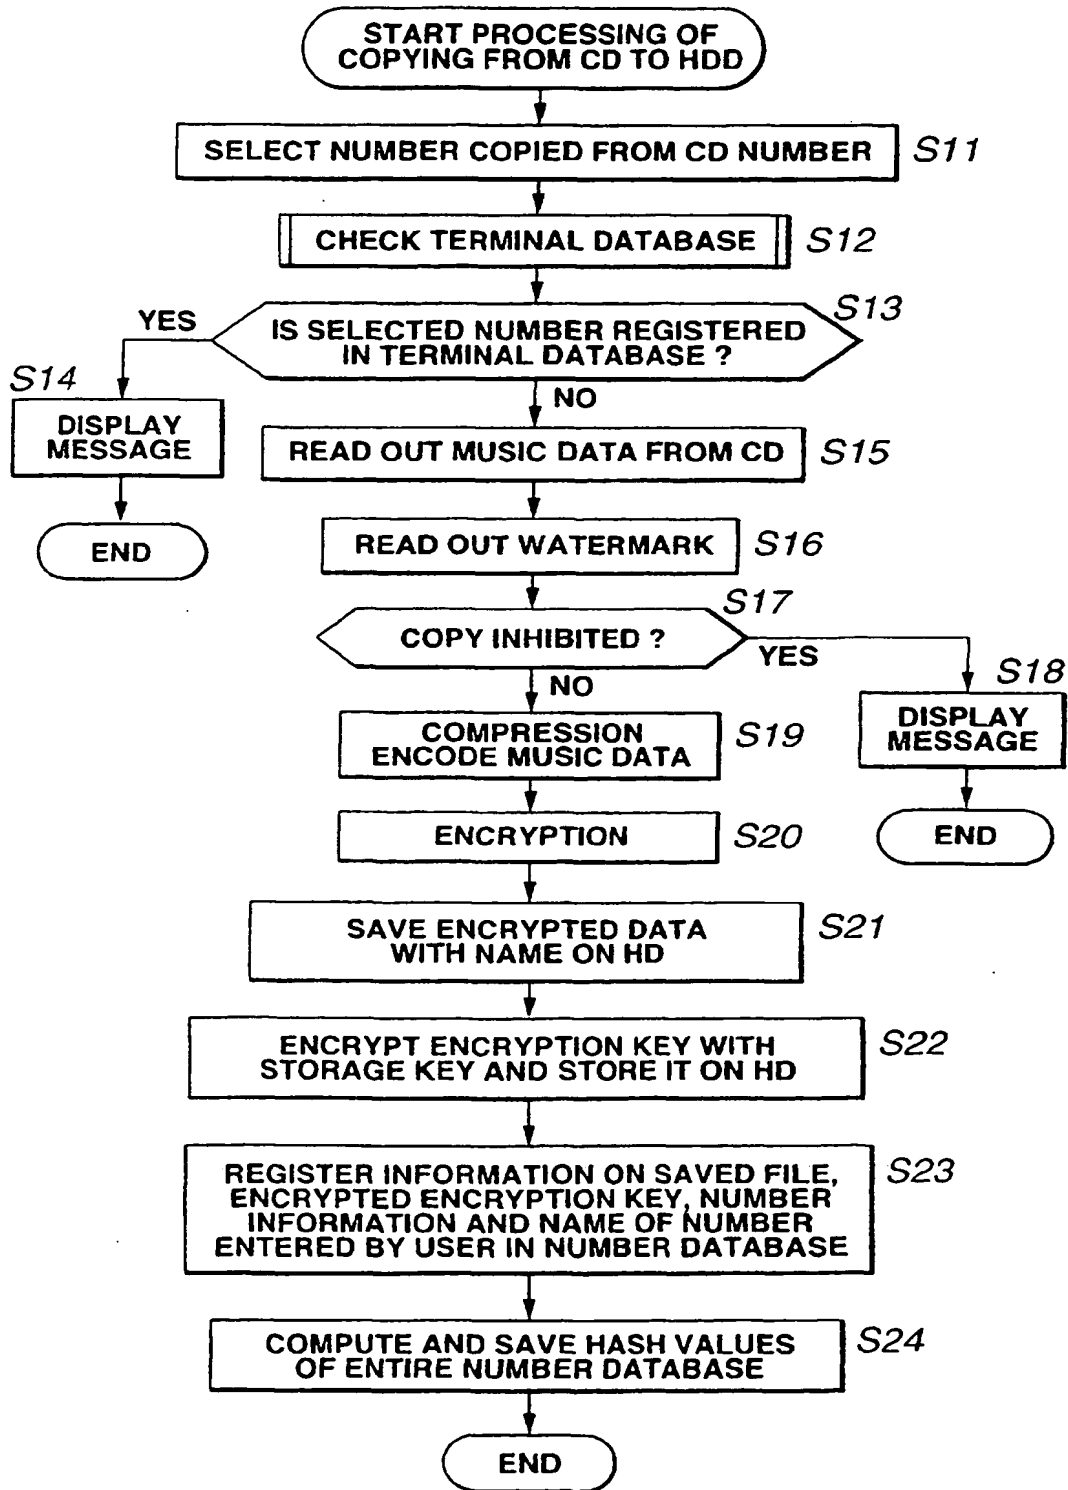 START PROCESSING OF
COPYING FROM CD TO HDD
SELECT NUMBER COPIED FROM CD NUMBER
S11
CHECK TERMINAL DATABASE
S12
S13
YES
IS SELECTED NUMBER REGISTERED
IN TERMINAL DATABASE ?
S14
NO
DISPLAY
MESSAGE
END
READ OUT MUSIC DATA FROM CD
S15
READ OUT WATERMARK
S16
S17
COPY INHIBITED ?
YES
NO
S18
DISPLAY
MESSAGE
END
COMPRESSION
ENCODE MUSIC DATA
S19
ENCRYPTION
S20
SAVE ENCRYPTED DATA
WITH NAME ON HD
S21
ENCRYPT ENCRYPTION KEY WITH
STORAGE KEY AND STORE IT ON HD
S22
REGISTER INFORMATION ON SAVED FILE,
ENCRYPTED ENCRYPTION KEY, NUMBER
INFORMATION AND NAME OF NUMBER
ENTERED BY USER IN NUMBER DATABASE
S23
COMPUTE AND SAVE HASH VALUES
OF ENTIRE NUMBER DATABASE
S24
END